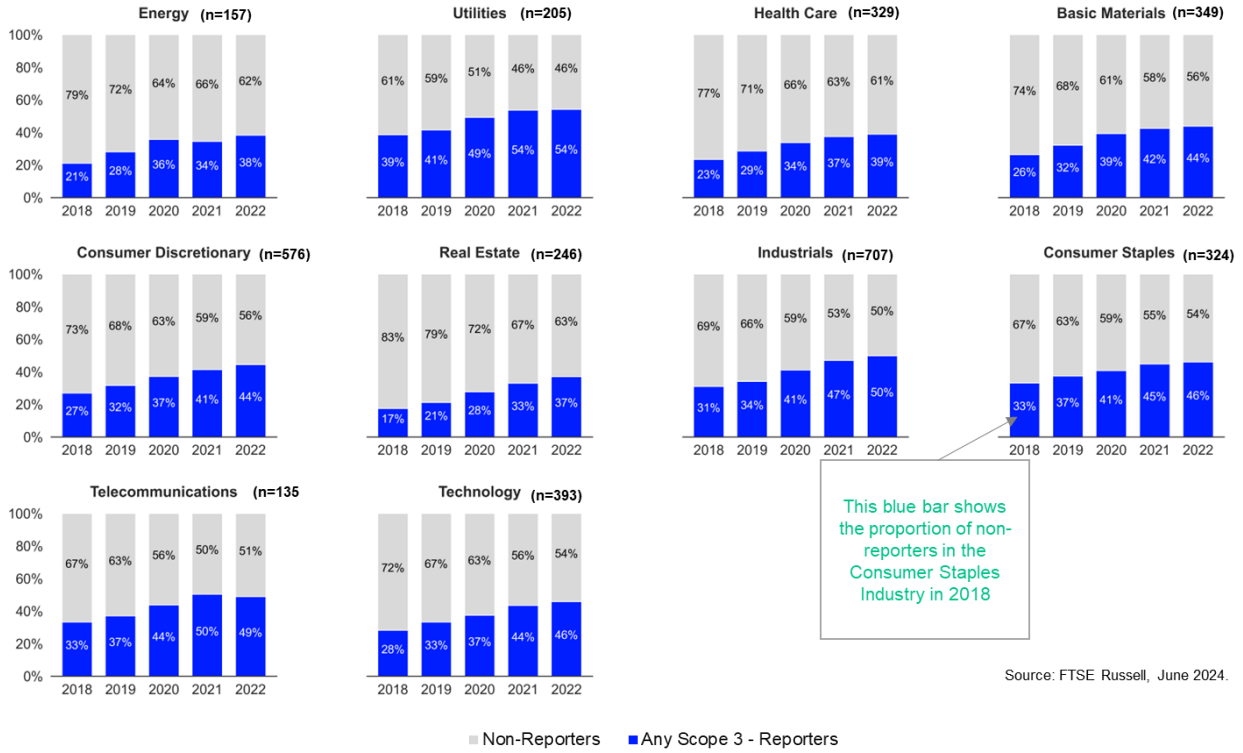 Energy (n=157)
Utilities (n=205)
Health Care (n=329)
Basic Materials (n=349)
100%
80%
60%
40%
20%
0%
79% 72% 64% 66% 62%
21% 28% 36% 34% 38%
2018 2019 2020 2021 2022
61% 59% 51% 46% 46%
39% 41% 49% 54% 54%
2018 2019 2020 2021 2022
77% 71% 66% 63% 61%
23% 29% 34% 37% 39%
2018 2019 2020 2021 2022
74% 68% 61% 58% 56%
26% 32% 39% 42% 44%
2018 2019 2020 2021 2022
Consumer Discretionary (n=576)
Real Estate (n=246)
Industrials (n=707)
Consumer Staples (n=324)
100%
80%
60%
40%
20%
0%
73% 68% 63% 59% 56%
27% 32% 37% 41% 44%
2018 2019 2020 2021 2022
83% 79% 72% 67% 63%
17% 21% 28% 33% 37%
2018 2019 2020 2021 2022
69% 66% 59% 53% 50%
31% 34% 41% 47% 50%
2018 2019 2020 2021 2022
67% 63% 59% 55% 54%
33% 37% 41% 45% 46%
2018 2019 2020 2021 2022
Telecommunications (n=135
Technology (n=393)
100%
80%
60%
40%
20%
0%
67% 63% 56% 50% 51%
33% 37% 44% 50% 49%
2018 2019 2020 2021 2022
72% 67% 63% 56% 54%
28% 33% 37% 44% 46%
2018 2019 2020 2021 2022
This blue bar shows
the proportion of non-
reporters in the
Consumer Staples
Industry in 2018
Source: FTSE Russell, June 2024.
Non-Reporters
Any Scope 3 - Reporters